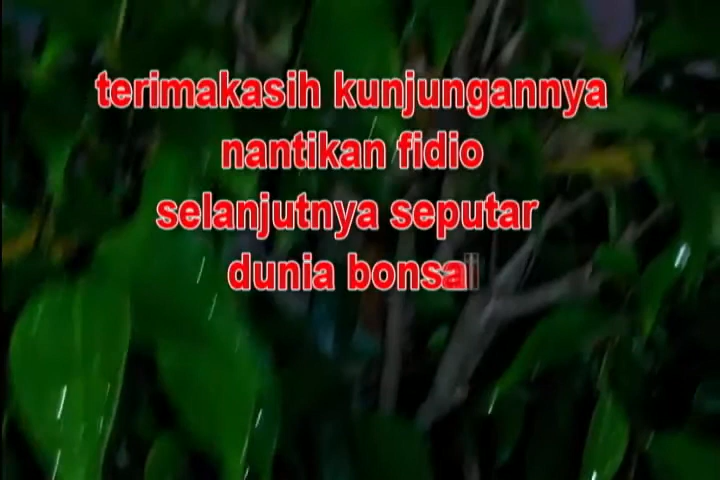 terimakasih kunjungannya
nantikan fidio
selanjutnya seputar
dunia bonsai